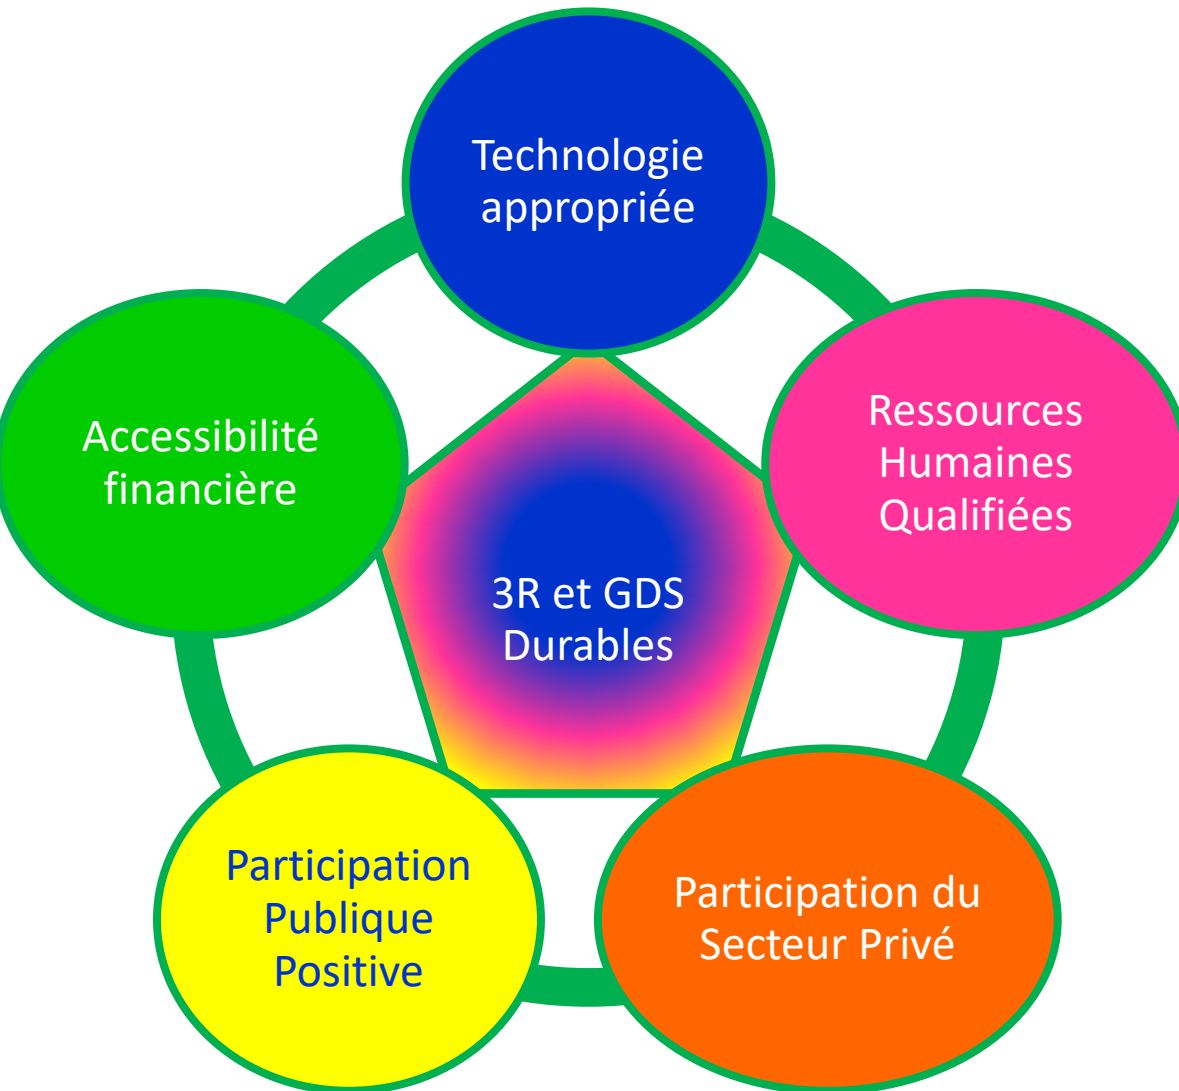 Technologie
appropriée
Ressources
Humaines
Qualifiées
Accessibilité
financière
3R et GDS
Durables
Participation
Publique
Positive
Participation du
Secteur Privé